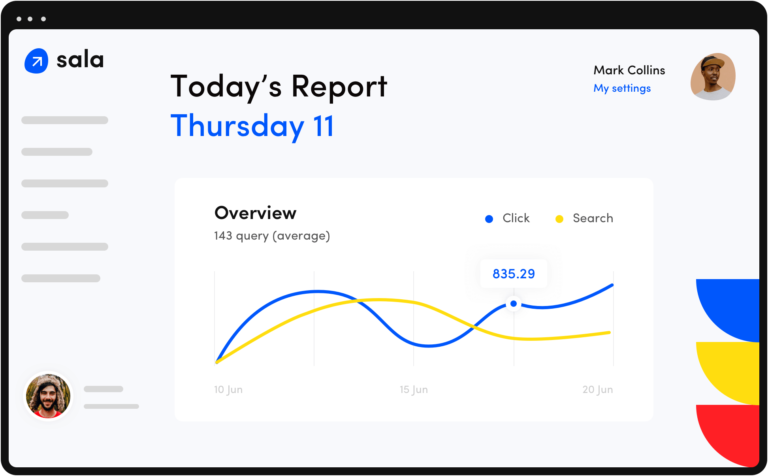 sala
Today's Report
Thursday 11
Mark Collins
My settings
Overview
143 query (average)
Click
Search
835.29
10 Jun
15 Jun
20 Jun